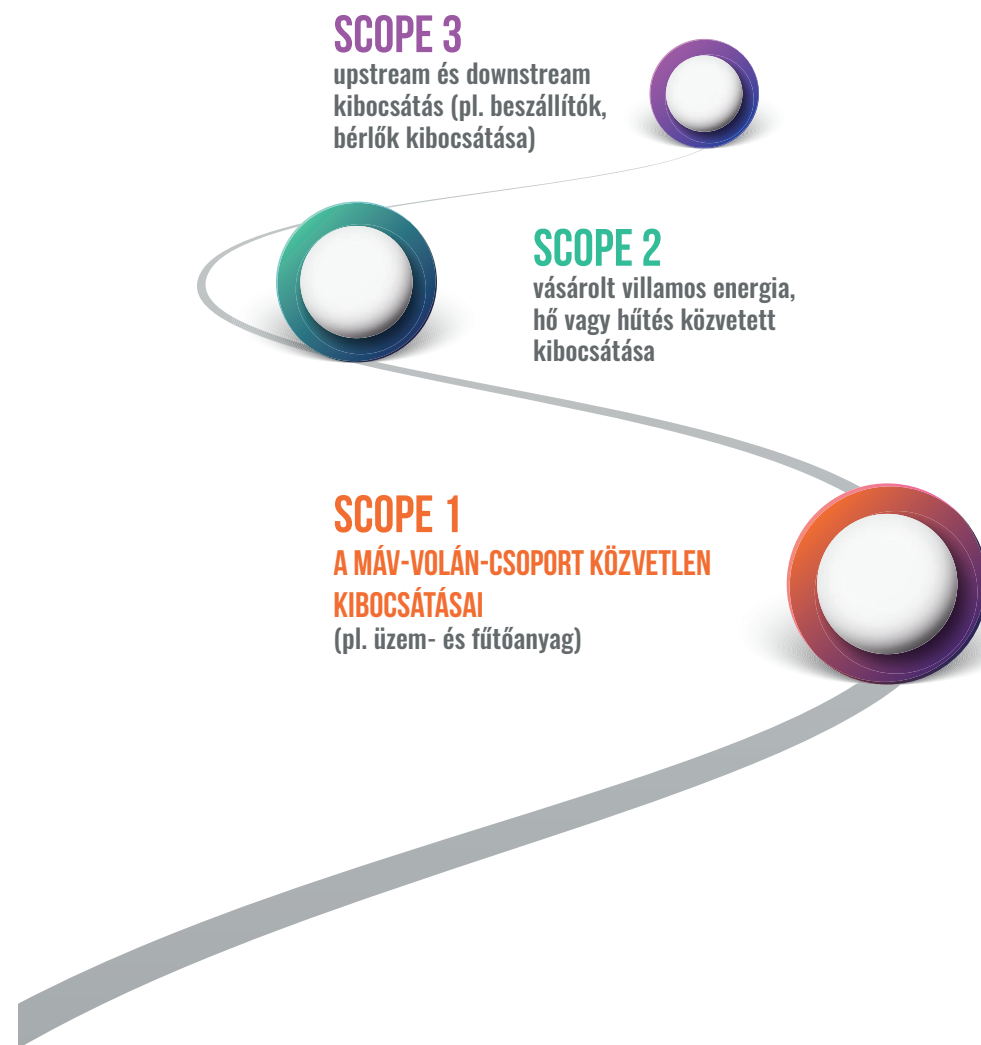 SCOPE 3
upstream és downstream
kibocsátás (pl. beszállítók,
bérlők kibocsátása)
SCOPE 2
vásárolt villamos energia,
hő vagy hűtés közvetett
kibocsátása
SCOPE 1
A MÁV-VOLÁN-CSOPORT KÖZVETLEN
KIBOCSÁTÁSAI
(pl. üzem- és fűtőanyag)